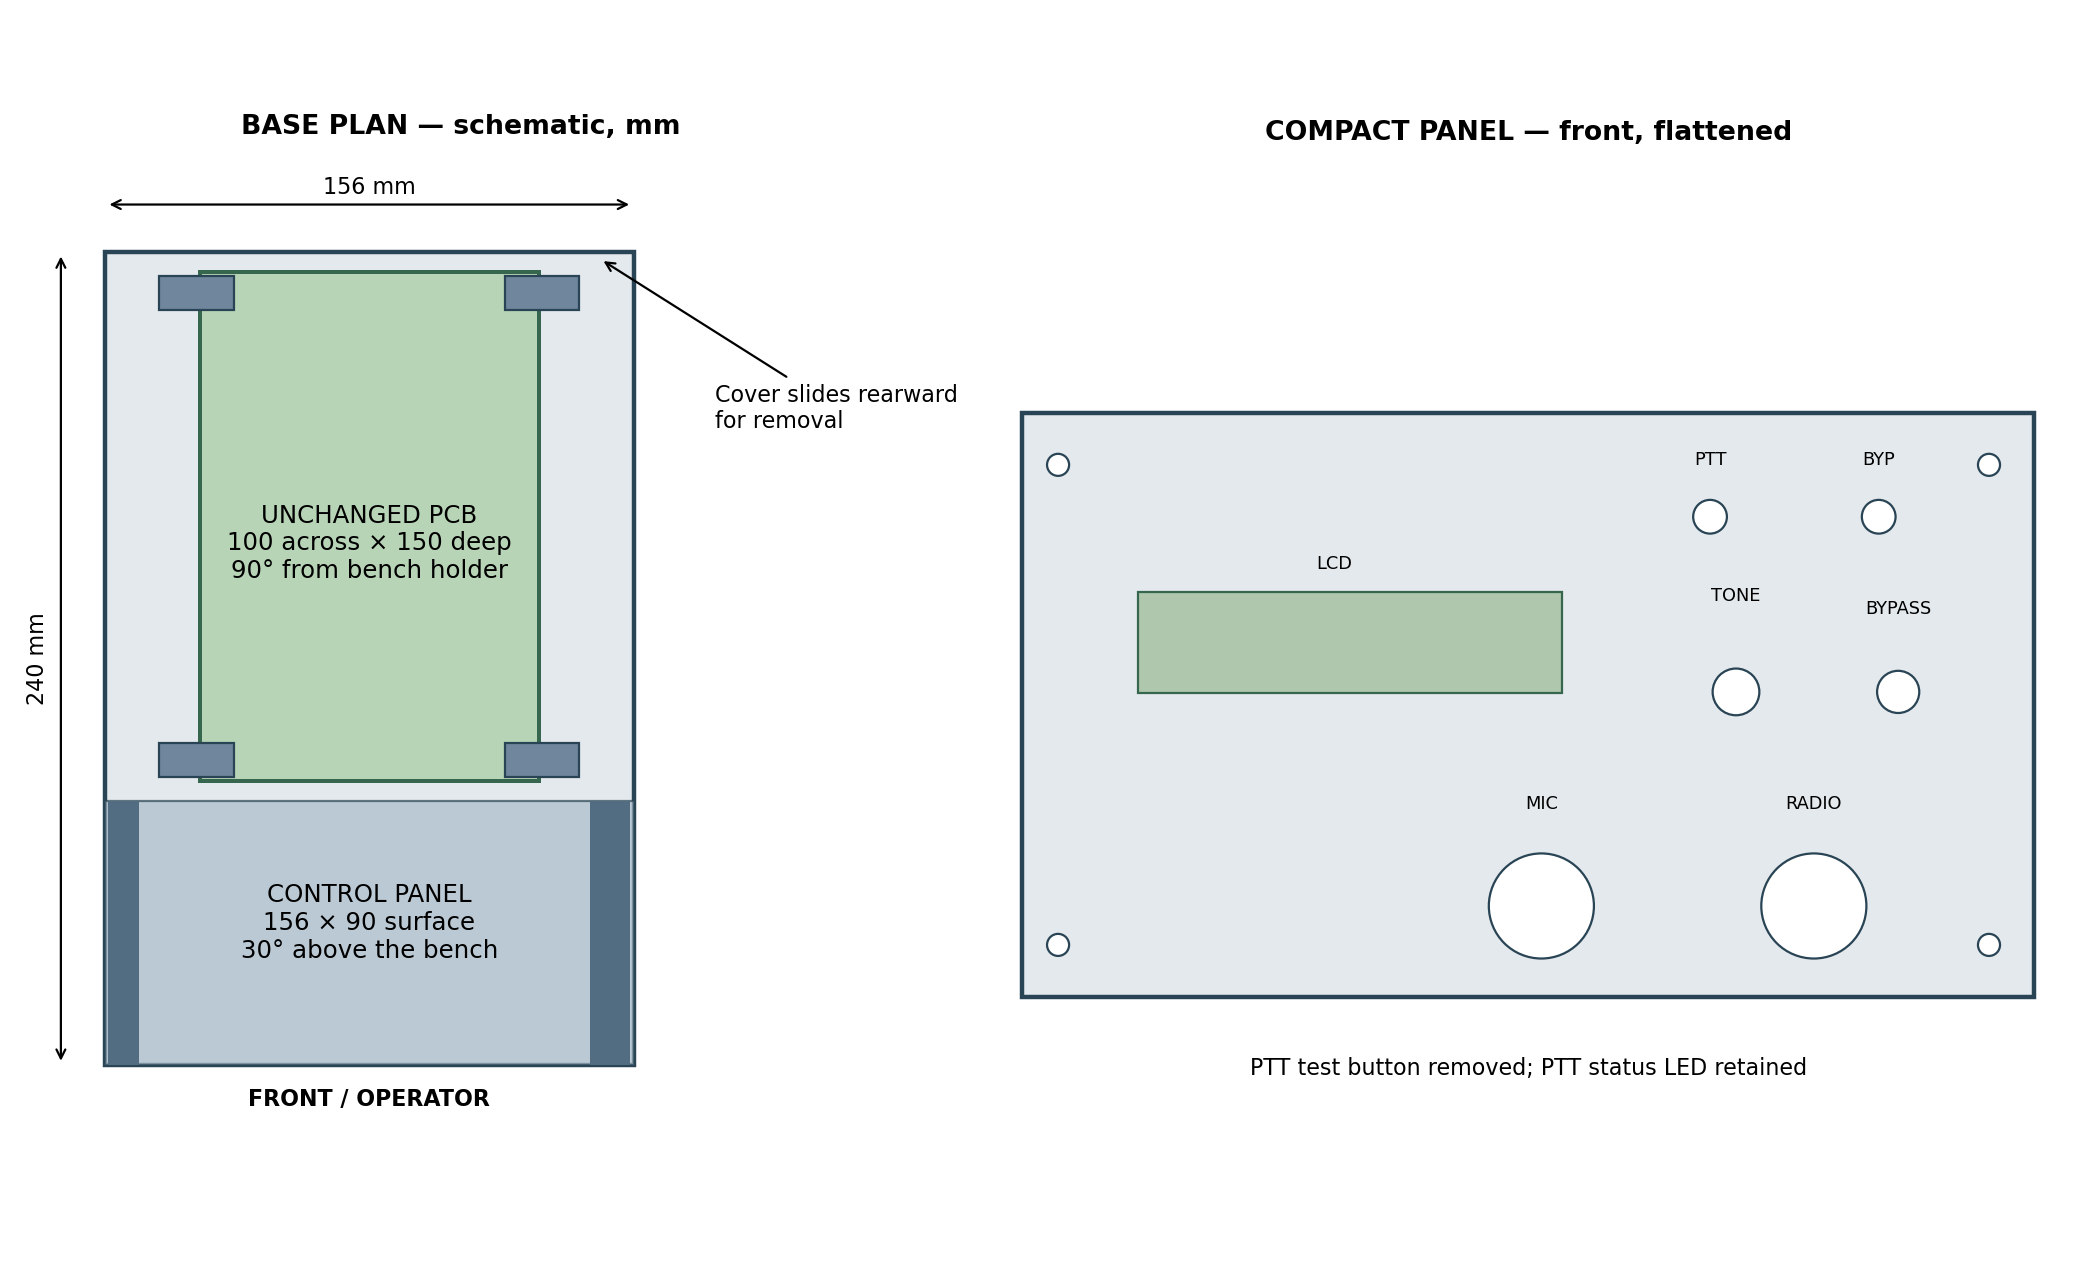 BASE PLAN — schematic, mm
156 mm
240 mm
Cover slides rearward
for removal
UNCHANGED PCB
100 across × 150 deep
90° from bench holder
CONTROL PANEL
156 × 90 surface
30° above the bench
FRONT / OPERATOR
COMPACT PANEL — front, flattened
PTT
BYP
LCD
TONE
BYPASS
MIC
RADIO
PTT test button removed; PTT status LED retained